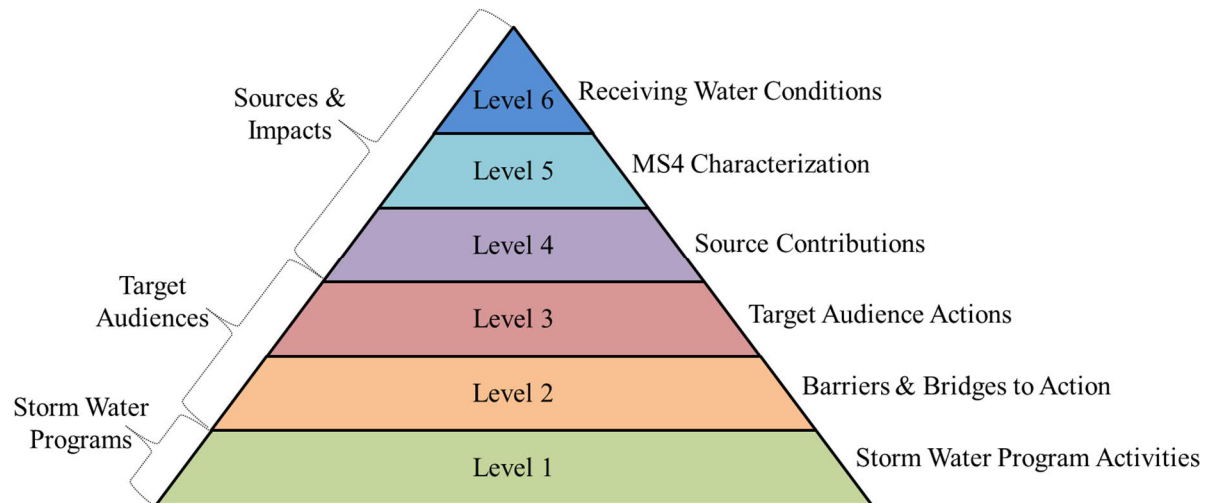 Sources &
Impacts
Level 6
Receiving Water Conditions
Level 5
MS4 Characterization
Level 4
Source Contributions
Target
Audiences
Level 3
Target Audience Actions
Level 2
Barriers & Bridges to Action
Storm Water
Programs
Level 1
Storm Water Program Activities